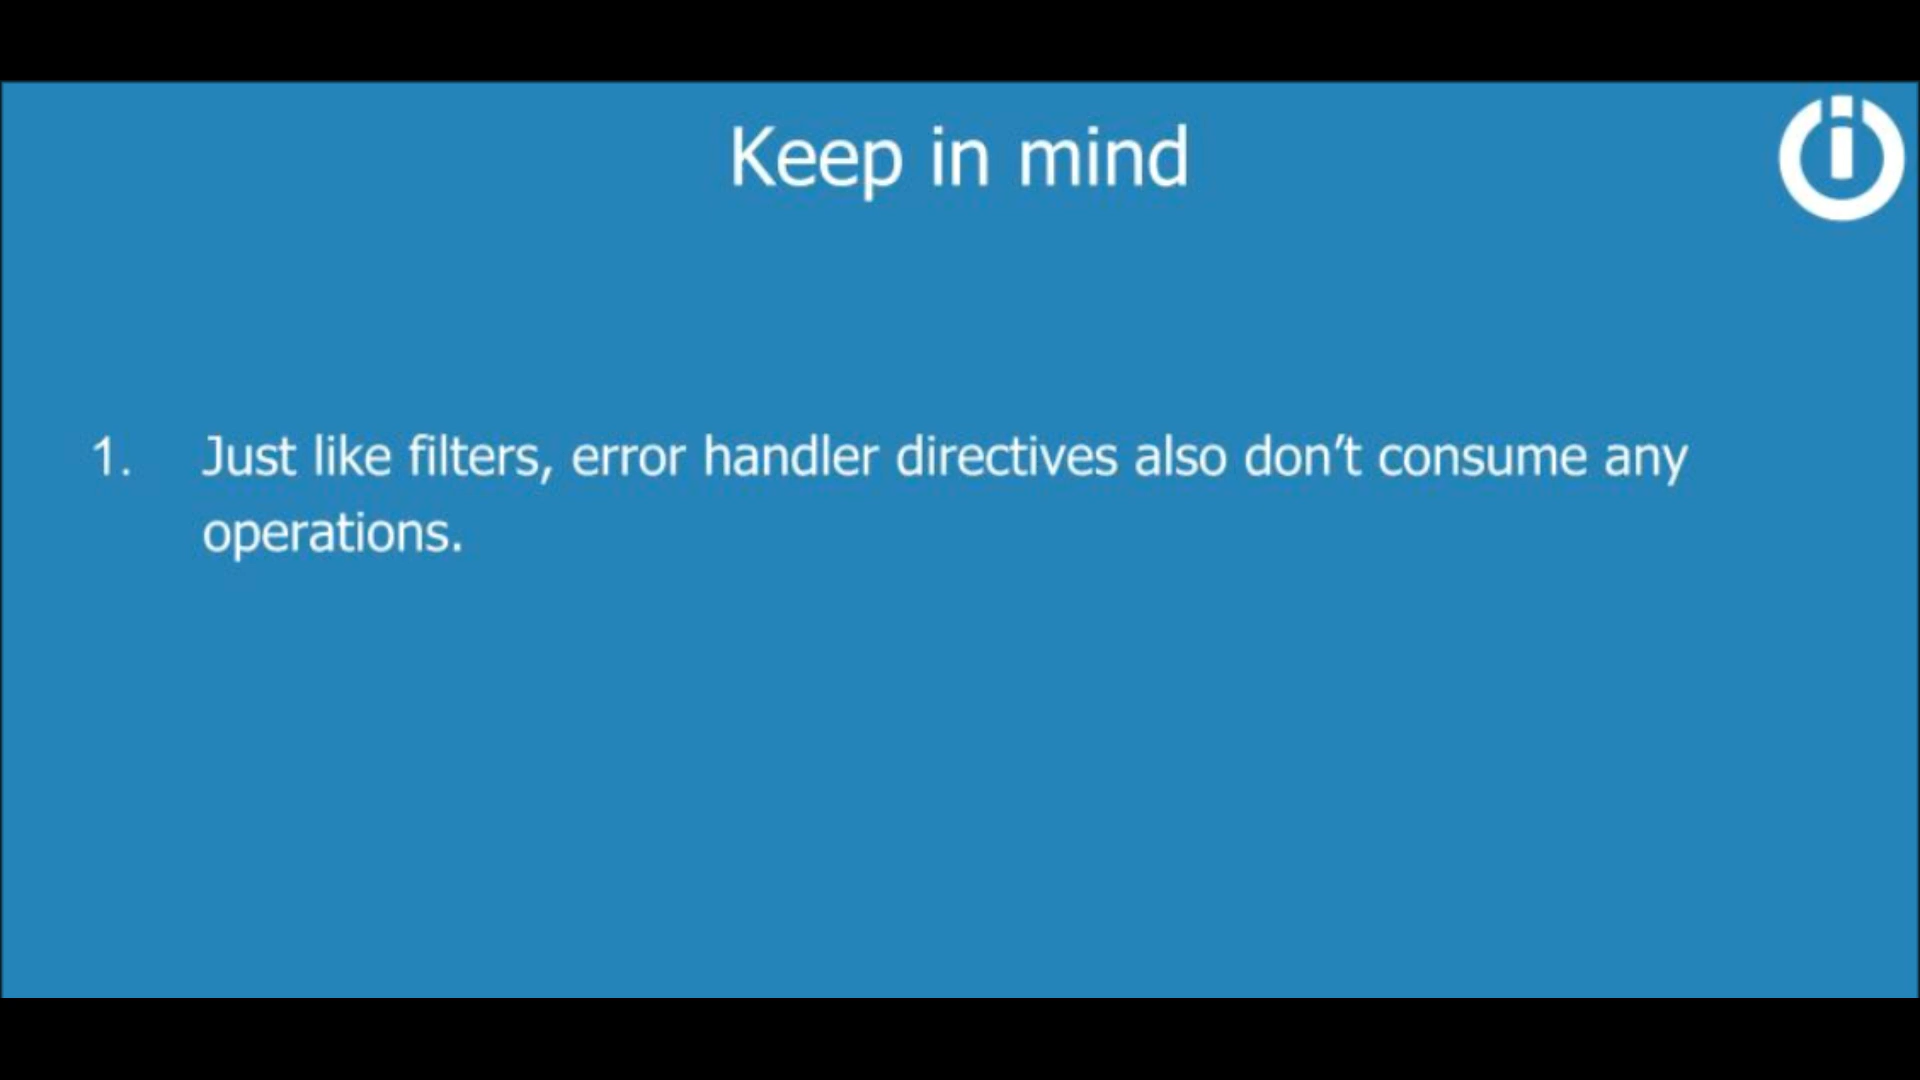 Keep in mind
1. Just like filters, error handler directives also don’t consume any
operations.